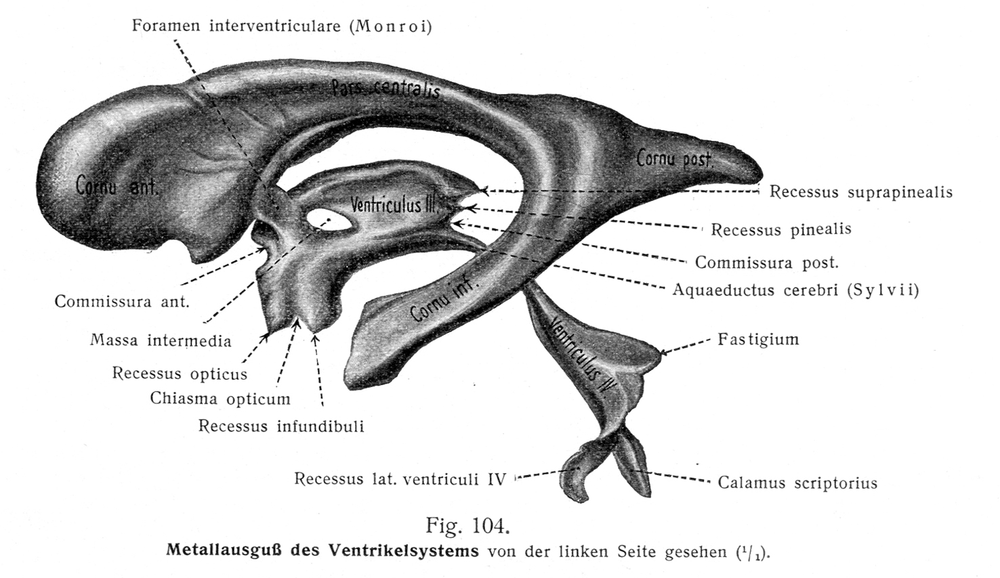 Foramen interventriculare (Monroi)
Pars centralis
Cornu post.
Cornu ant.
Ventriculus III.
Recessus suprapinealis
Recessus pinealis
Commissura post.
Aquaeductus cerebri (Sylvii)
Cornu inf.
Commissura ant.
Massa intermedia
Ventriculus IV.
Fastigium
Recessus opticus
Chiasma opticum
Recessus infundibuli
Recessus lat. ventriculi IV
Calamus scriptorius
Fig. 104.
Metallausguß des Ventrikelsystems von der linken Seite gesehen (¹/₁).